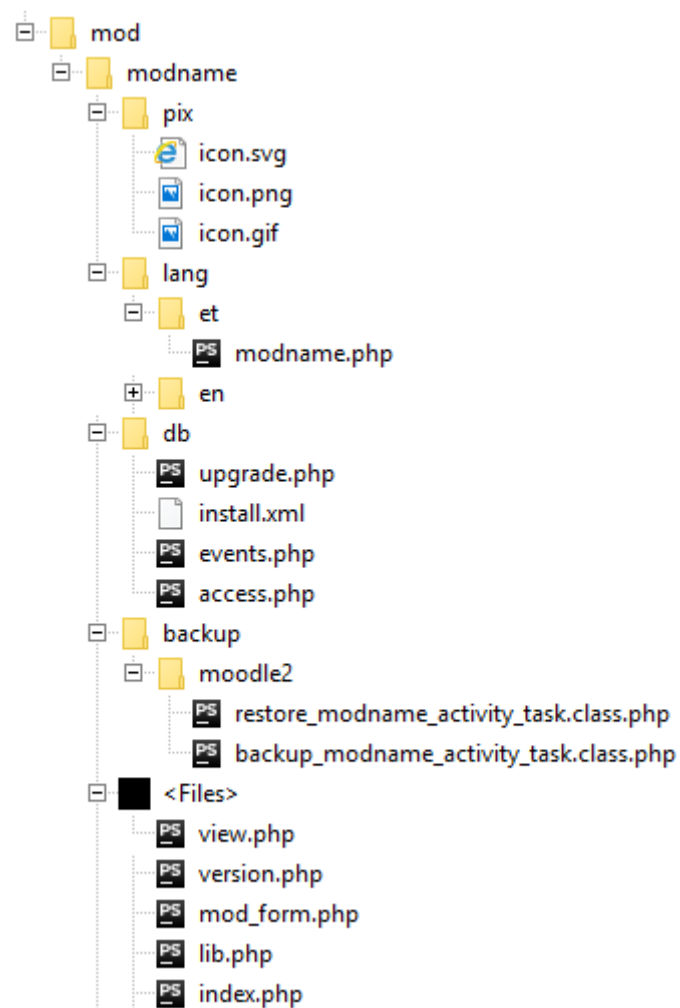 mod
modname
pix
icon.svg
icon.png
icon.gif
lang
et
modname.php
en
db
upgrade.php
install.xml
events.php
access.php
backup
moodle2
restore_modname_activity_task.class.php
backup_modname_activity_task.class.php
<Files>
view.php
version.php
mod_form.php
lib.php
index.php